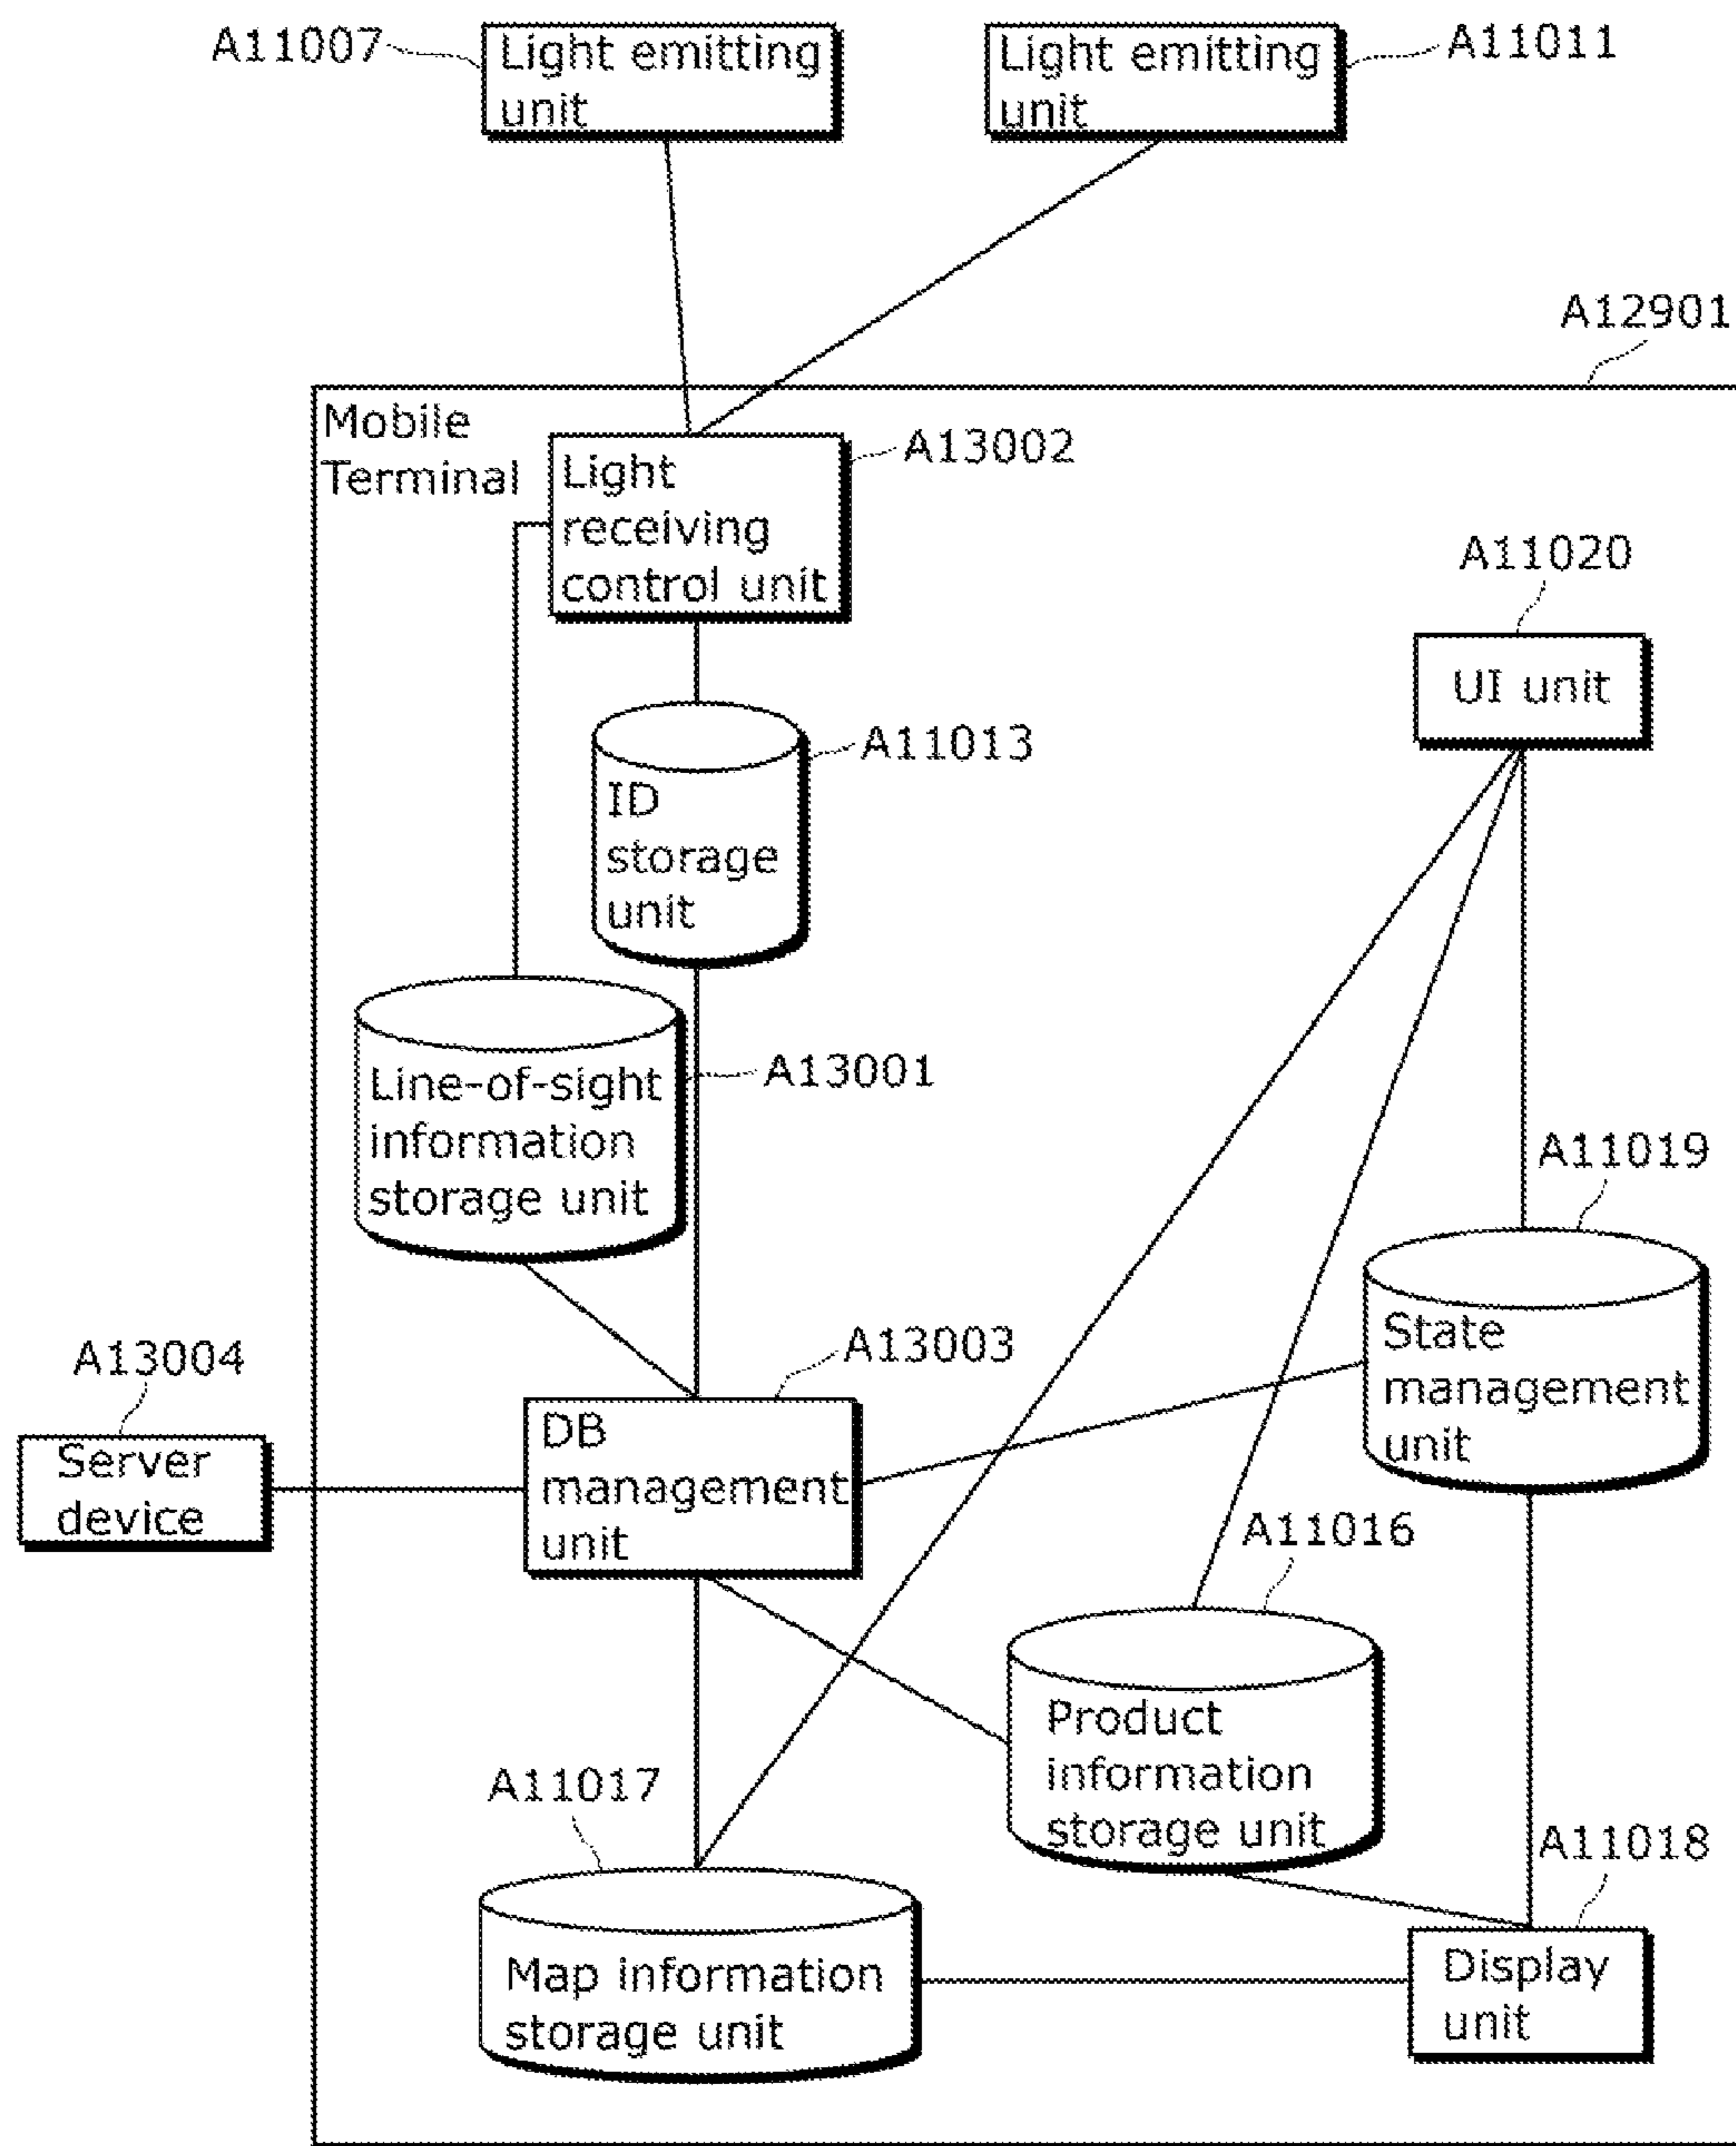 A11007
Light emitting
unit
Light emitting
unit
A11011
A12901
Mobile
Terminal
Light
receiving
control unit
A13002
A11020
UI unit
A11013
ID
storage
unit
A13001
Line-of-sight
information
storage unit
A11019
State
management
unit
A13004
Server
device
A13003
DB
management
unit
A11016
Product
information
storage unit
A11017
Map information
storage unit
A11018
Display
unit